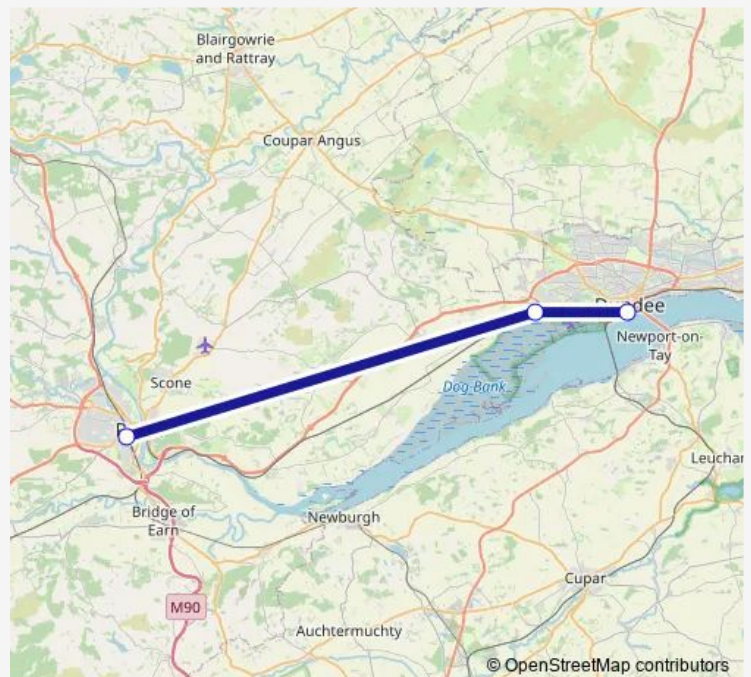 Blairgowrie
and Rattray
Coupar Angus
Dundee
Newport-on-
Tay
Scone
Dog Bank
Leuchar
Bridge of
Earn
Newburgh
Cupar
M90
Auchtermuchty
© OpenStreetMap contributors